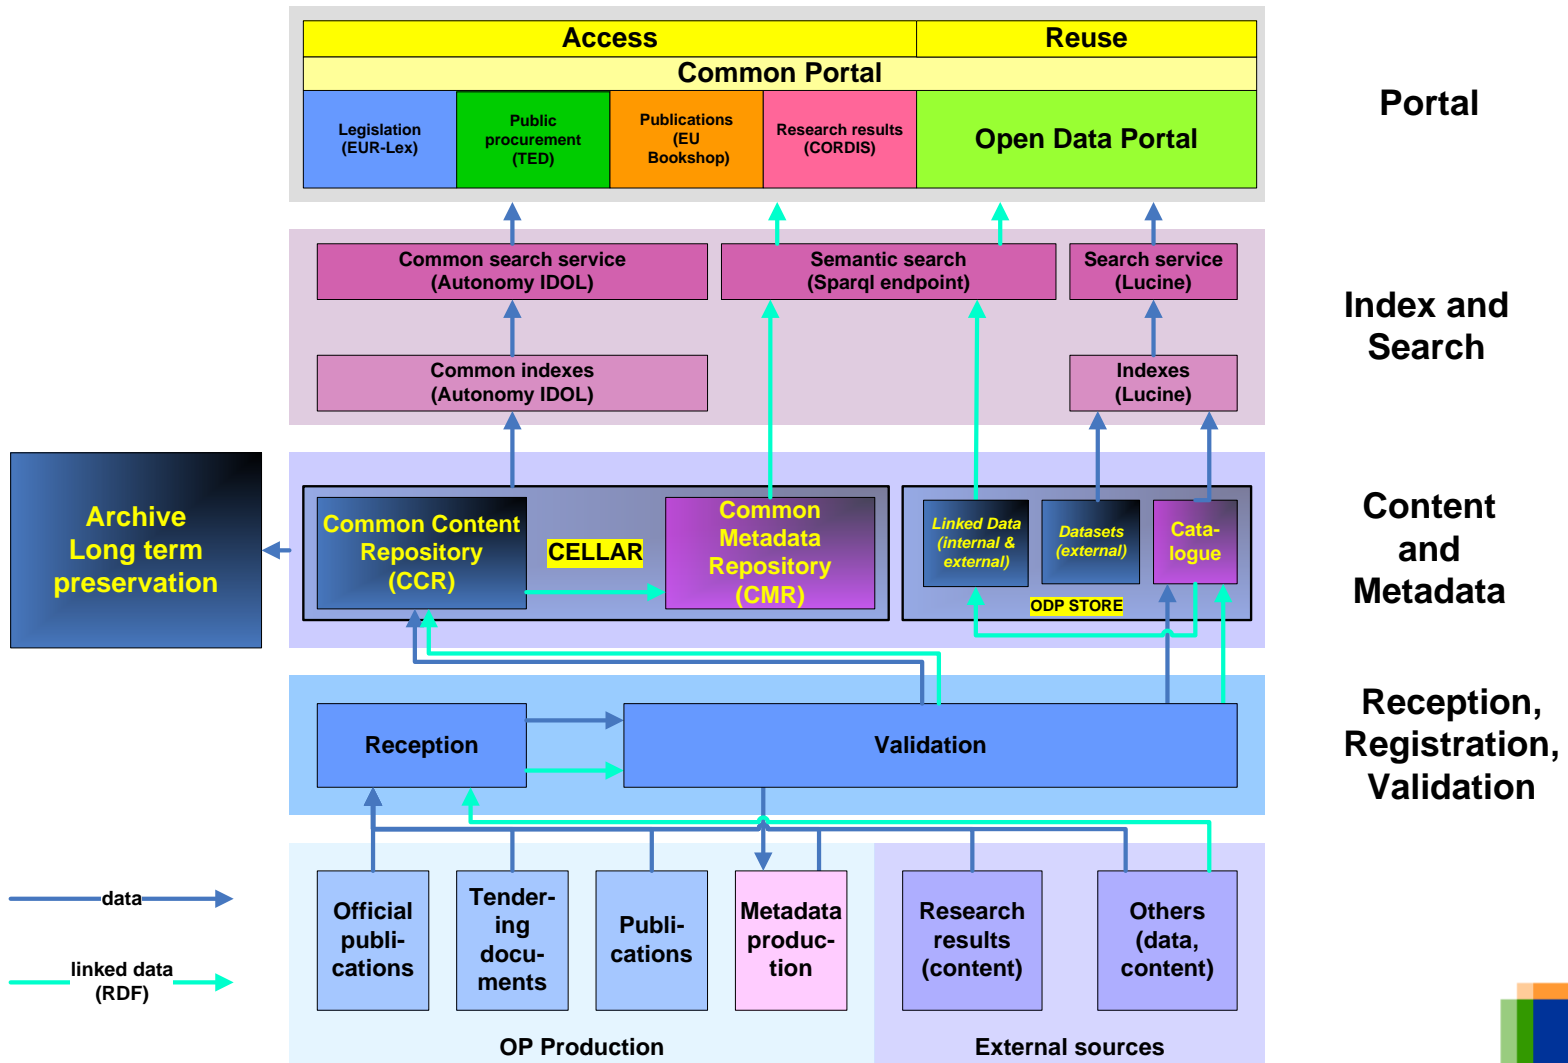 Access
Reuse
Common Portal
Legislation
(EUR-Lex)
Public
procurement
(TED)
Publications
(EU
Bookshop)
Research results
(CORDIS)
Open Data Portal
Portal
Common search service
(Autonomy IDOL)
Semantic search
(Sparql endpoint)
Search service
(Lucine)
Common indexes
(Autonomy IDOL)
Indexes
(Lucine)
Index and
Search
Archive
Long term
preservation
Common Content
Repository
(CCR)
CELLAR
Common
Metadata
Repository
(CMR)
Linked Data
(internal &
external)
Datasets
(external)
Cata-
logue
ODP STORE
Content
and
Metadata
Reception
Validation
Reception,
Registration,
Validation
data
linked data
(RDF)
Official
publi-
cations
Tender-
ing
docu-
ments
Publi-
cations
Metadada
produc-
tion
Research
results
(content)
Others
(data,
content)
OP Production
External sources